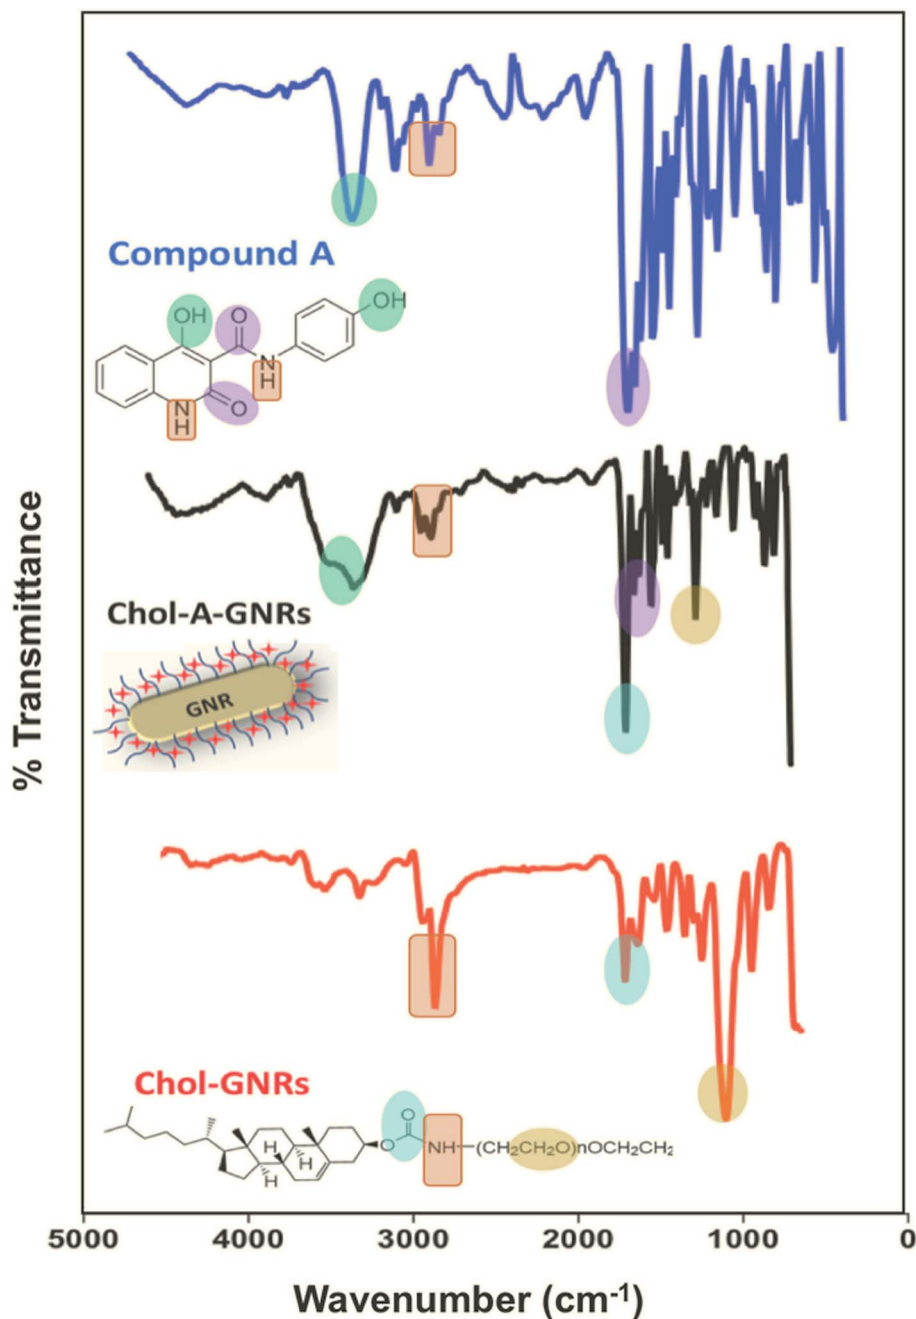 Compound A
OH
O
OH
N
H
N
H
O
Chol-A-GNRs
GNR
% Transmittance
Chol-GNRs
O
O
NH
(CH₂CH₂O)nOCH₂CH₂
H
H
H
H
5000 4000 3000 2000 1000 0
Wavenumber (cm⁻¹)